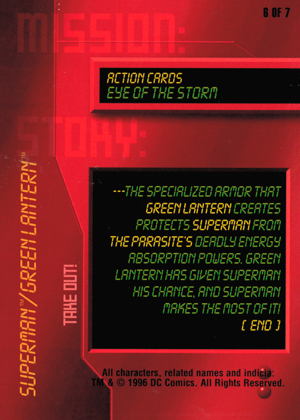 6 OF 7
MISSION:
ACTION CARDS
EYE OF THE STORM
STORY:
---THE SPECIALIZED ARMOR THAT
GREEN LANTERN CREATES
PROTECTS SUPERMAN FROM
THE PARASITE'S DEADLY ENERGY
ABSORPTION POWERS. GREEN
LANTERN HAS GIVEN SUPERMAN
HIS CHANCE, AND SUPERMAN
MAKES THE MOST OF IT!
[ END ]
SUPERMAN™/GREEN LANTERN™
TAKE OUT!
All characters, related names and indicia:
TM & © 1996 DC Comics. All Rights Reserved.